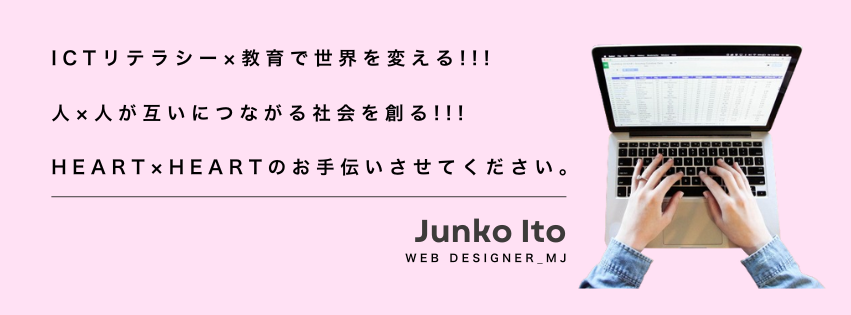 ICTリテラシー×教育で世界を変える!!!
人×人が互いにつながる社会を創る!!!
HEART×HEARTのお手伝いさせてください。
Junko Ito
WEB DESIGNER_MJ